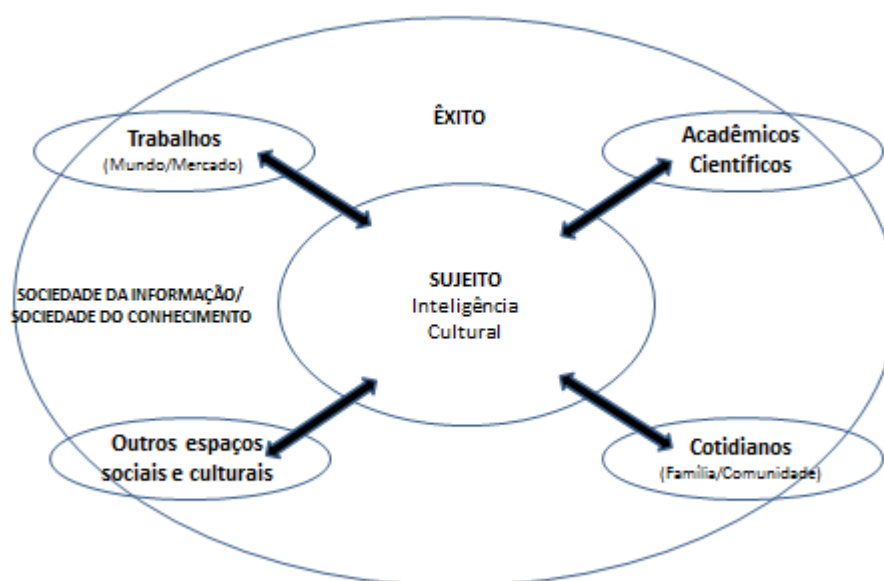 ÊXITO
Trabalhos
(Mundo/Mercado)
Acadêmicos
Científicos
SUJEITO
Inteligência
Cultural
SOCIEDADE DA INFORMAÇÃO/
SOCIEDADE DO CONHECIMENTO
Outros espaços
sociais e culturais
Cotidianos
(Família/Comunidade)